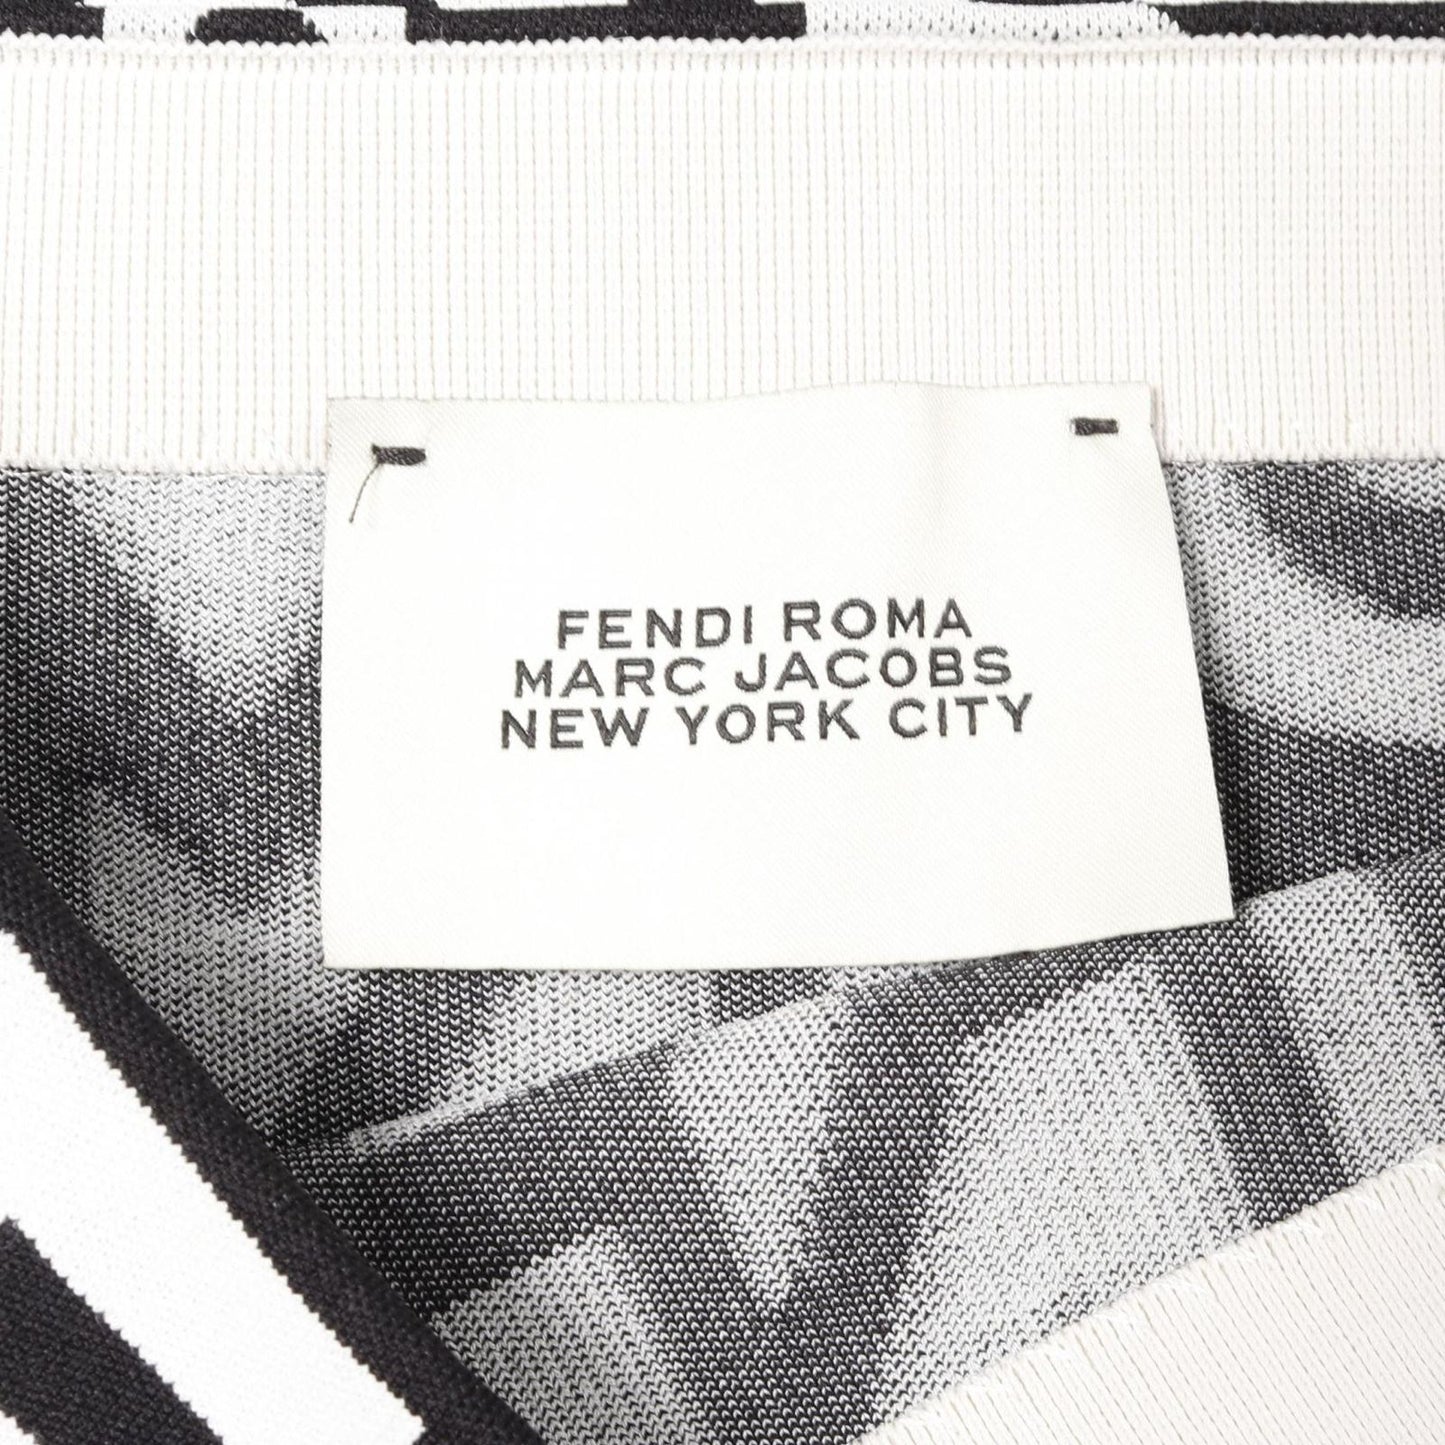 FENDI ROMA
MARC JACOBS
NEW YORK CITY